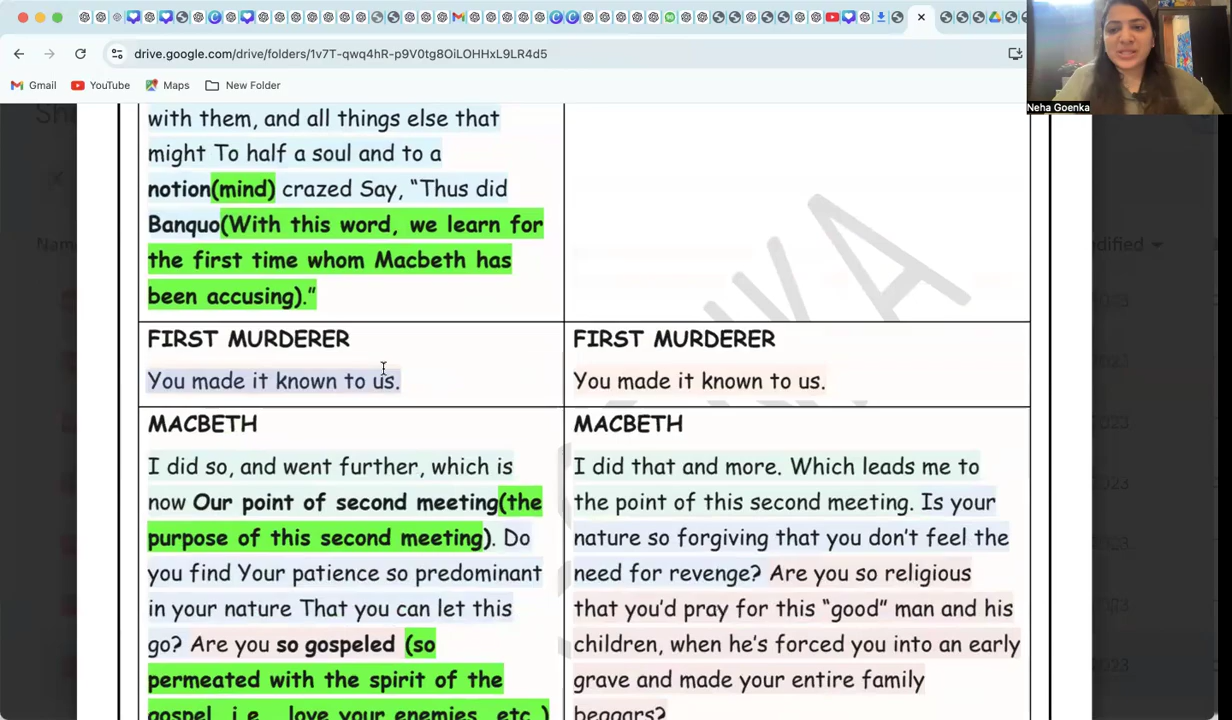 drive.google.com/drive/folders/1v7T-qwq4hR-p9V0tg8OiLOHHxL9LR4d5
Gmail
YouTube
Maps
New Folder
Neha Goenka
with them, and all things else that
might To half a soul and to a
notion(mind) crazed Say, “Thus did
Banquo(With this word, we learn for
the first time whom Macbeth has
been accusing).”
FIRST MURDERER
You made it known to us.
FIRST MURDERER
You made it known to us.
MACBETH
I did so, and went further, which is
now Our point of second meeting(the
purpose of this second meeting). Do
you find Your patience so predominant
in your nature That you can let this
go? Are you so gospeled (so
permeated with the spirit of the
gospel, i.e., love your enemies, etc.)
MACBETH
I did that and more. Which leads me to
the point of this second meeting. Is your
nature so forgiving that you don’t feel the
need for revenge? Are you so religious
that you’d pray for this “good” man and his
children, when he’s forced you into an early
grave and made your entire family
beggars?